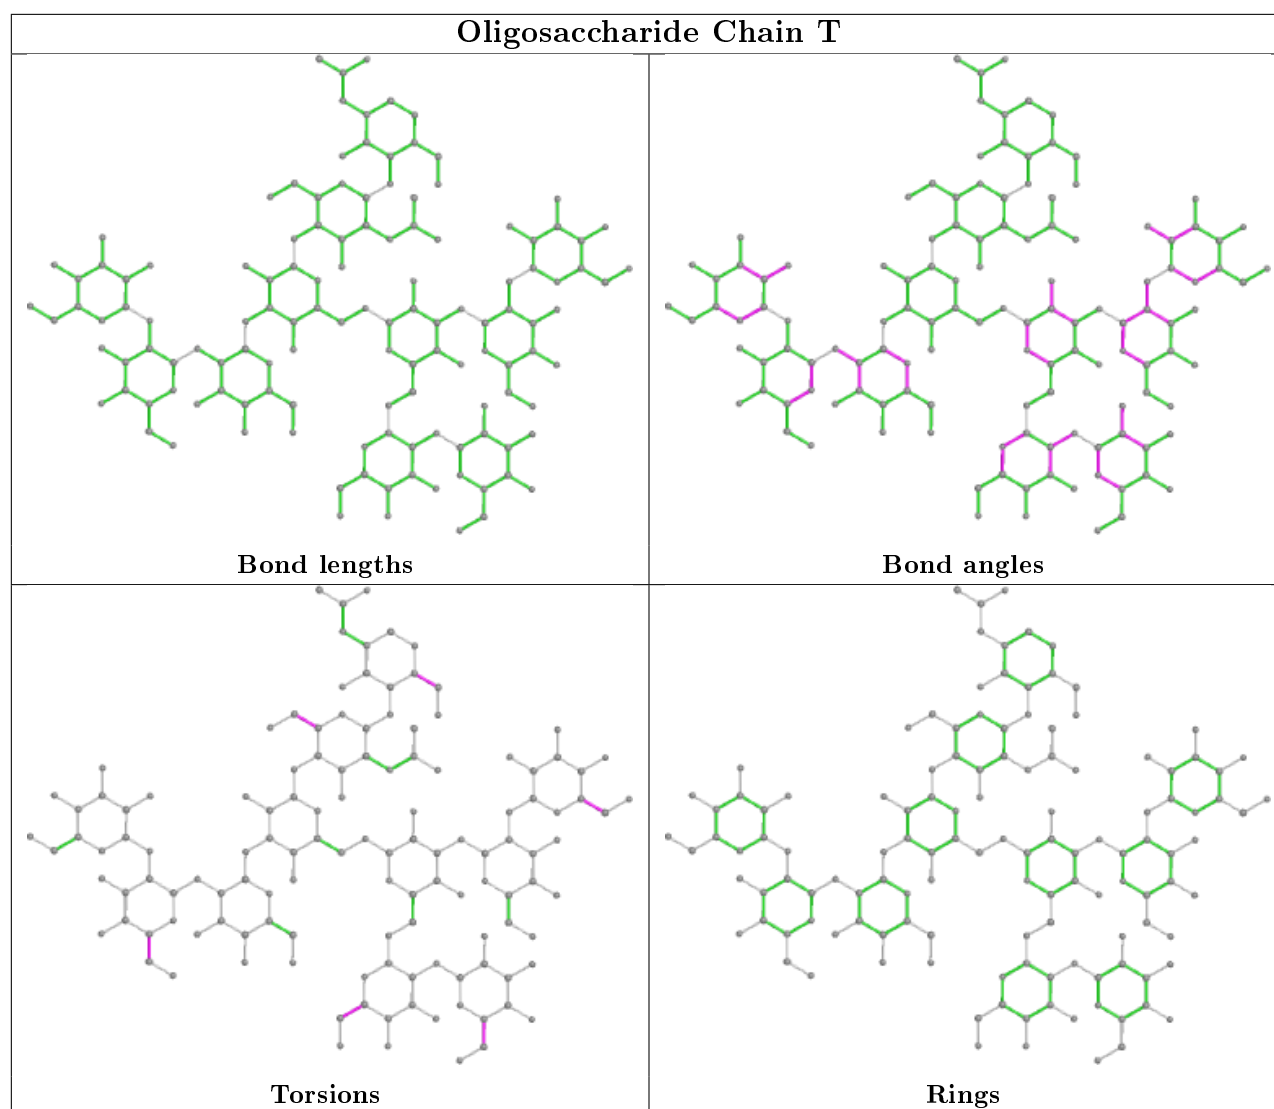 Oligosaccharide Chain T
Bond lengths
Bond angles
Torsions
Rings